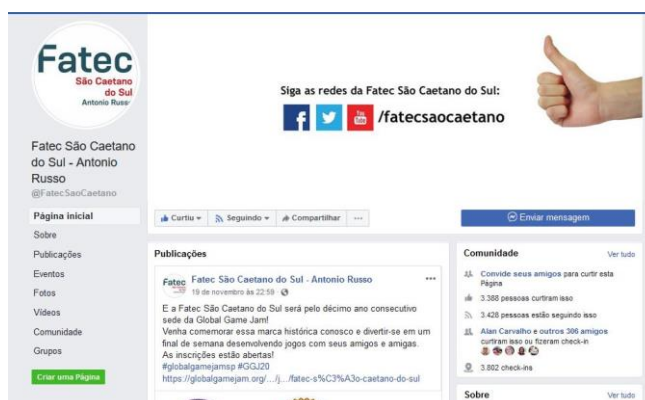 Fatec
São Caetano
do Sul
Antonio Russo
Siga as redes da Fatec São Caetano do Sul:
/fatecsaocaetano
Fatec São Caetano
do Sul - Antonio
Russo
@FatecSaoCaetano
Página inicial
Sobre
Publicações
Eventos
Fotos
Vídeos
Comunidade
Grupos
Criar uma Página
Curtiu
Seguindo
Compartilhar
Enviar mensagem
Publicações
Fatec São Caetano do Sul - Antonio Russo
19 de novembro às 22:59
E a Fatec São Caetano do Sul será pelo décimo ano consecutivo
sede da Global Game Jam!
Venha comemorar essa marca histórica conosco e divertir-se em um
final de semana desenvolvendo jogos com seus amigos e amigas.
As inscrições estão abertas!
#globalgamejamsp #GGJ20
https://globalgamejam.org/.../j.../fatec-s%C3%A3o-caetano-do-sul
Comunidade Ver tudo
Convide seus amigos para curtir esta
Página
3.388 pessoas curtiram isso
3.428 pessoas estão seguindo isso
Alan Carvalho e outros 306 amigos
curtiram isso ou fizeram check-in
3.802 check-ins
Sobre Ver tudo